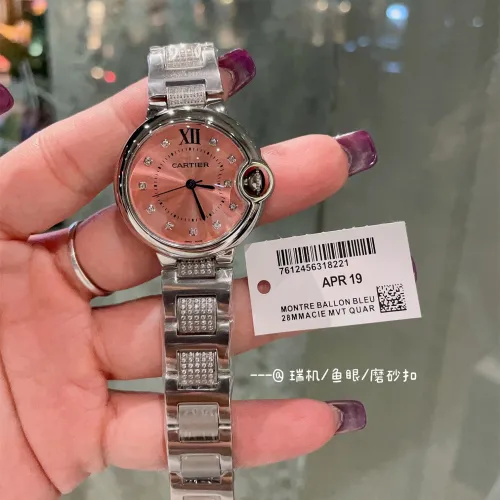 XII
CARTIER
7612456318221
APR 19
MONTRE BALLON BLEU
28MMACIE MVT QUAR
---@ 瑞机/鱼眼/磨砂扣